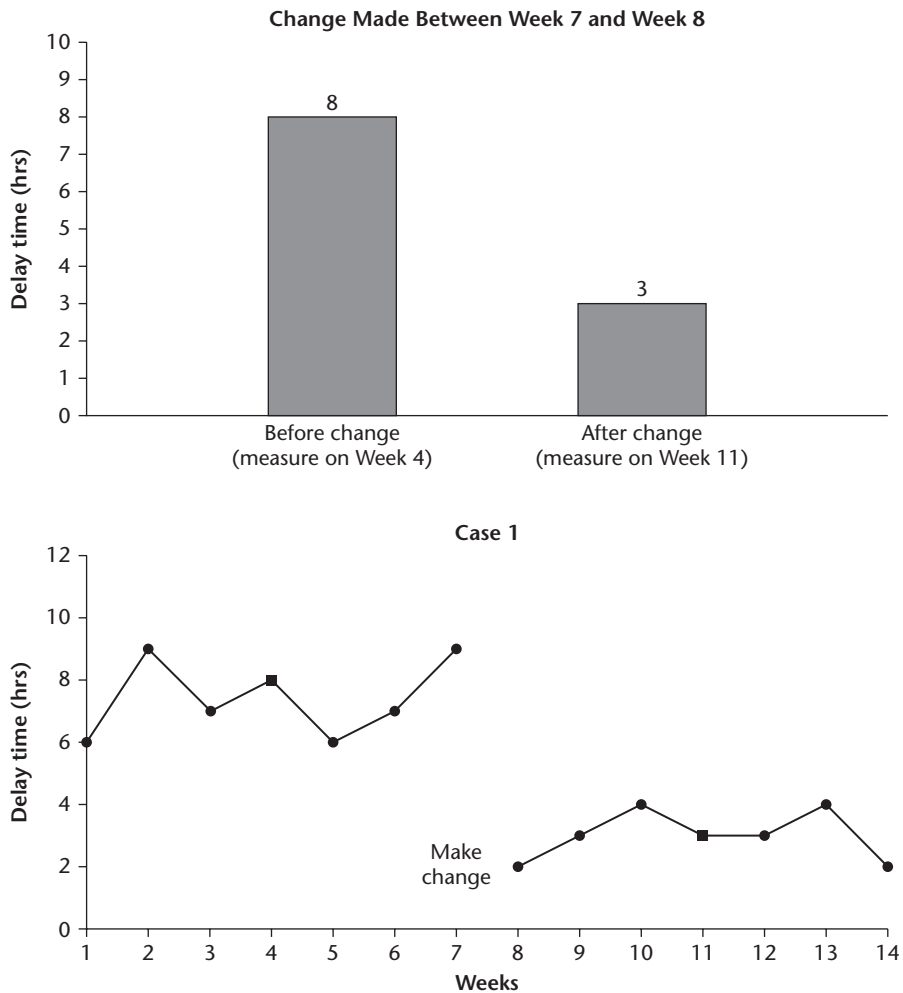 Change Made Between Week 7 and Week 8
10
9
8
7
6
5
4
3
2
1
0
Delay time (hrs)
8
3
Before change
(measure on Week 4)
After change
(measure on Week 11)
Case 1
12
10
8
6
4
2
0
Delay time (hrs)
Make
change
1 2 3 4 5 6 7 8 9 10 11 12 13 14
Weeks